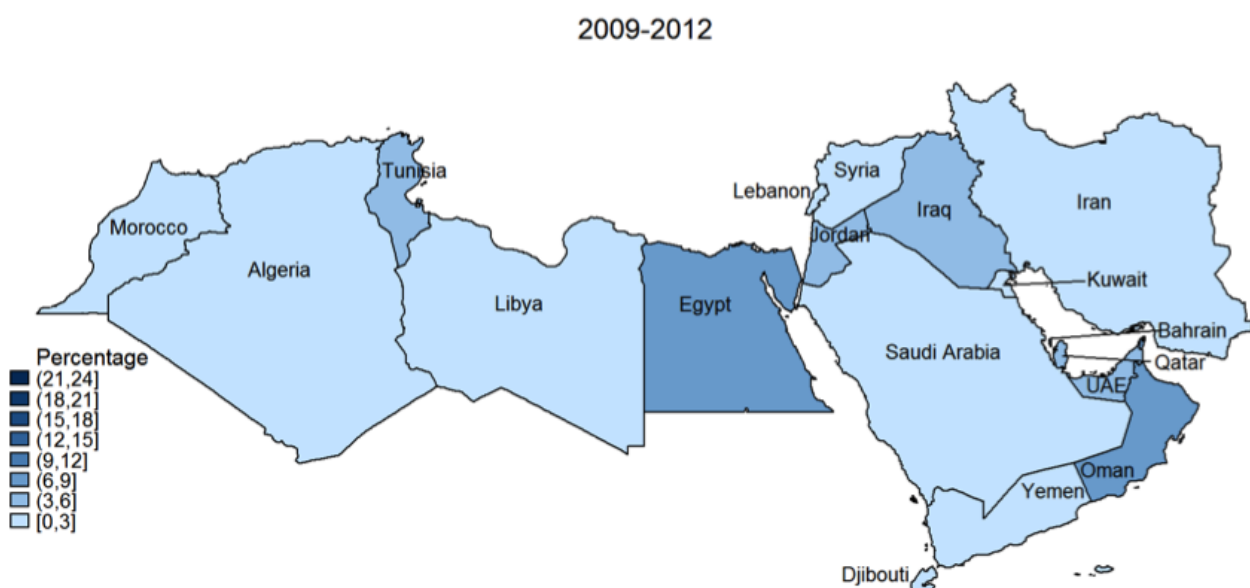 2009-2012
Tunisia
Syria
Lebanon
Morocco
Iraq
Iran
Jordan
Algeria
Kuwait
Libya
Egypt
Bahrain
Saudi Arabia
Qatar
UAE
Percentage
(21,24]
(18,21]
(15,18]
(12,15]
(9,12]
(6,9]
(3,6]
[0,3]
Oman
Yemen
Djibouti